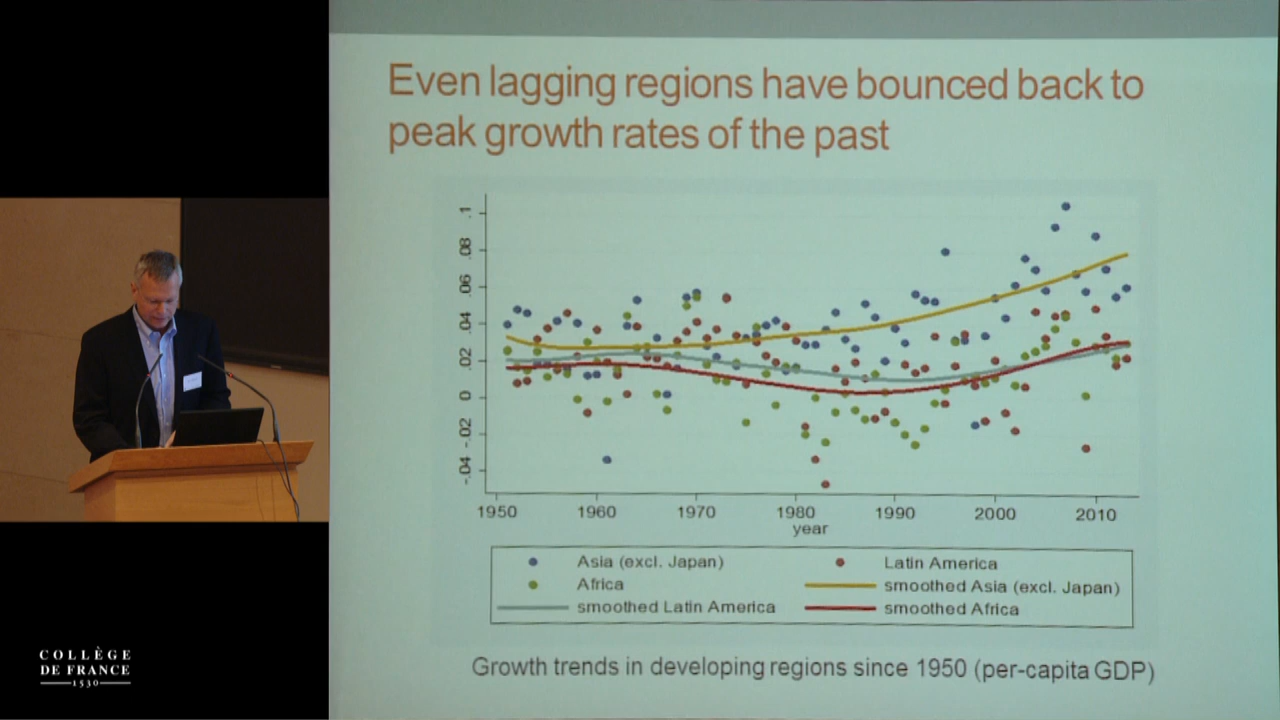 Even lagging regions have bounced back to
peak growth rates of the past
.1
.08
.06
.04
.02
0
-.02
-.04
1950 1960 1970 1980 1990 2000 2010
year
Asia (excl. Japan) Latin America
Africa smoothed Asia (excl. Japan)
smoothed Latin America smoothed Africa
Growth trends in developing regions since 1950 (per-capita GDP)
COLLÈGE
DE FRANCE
1530